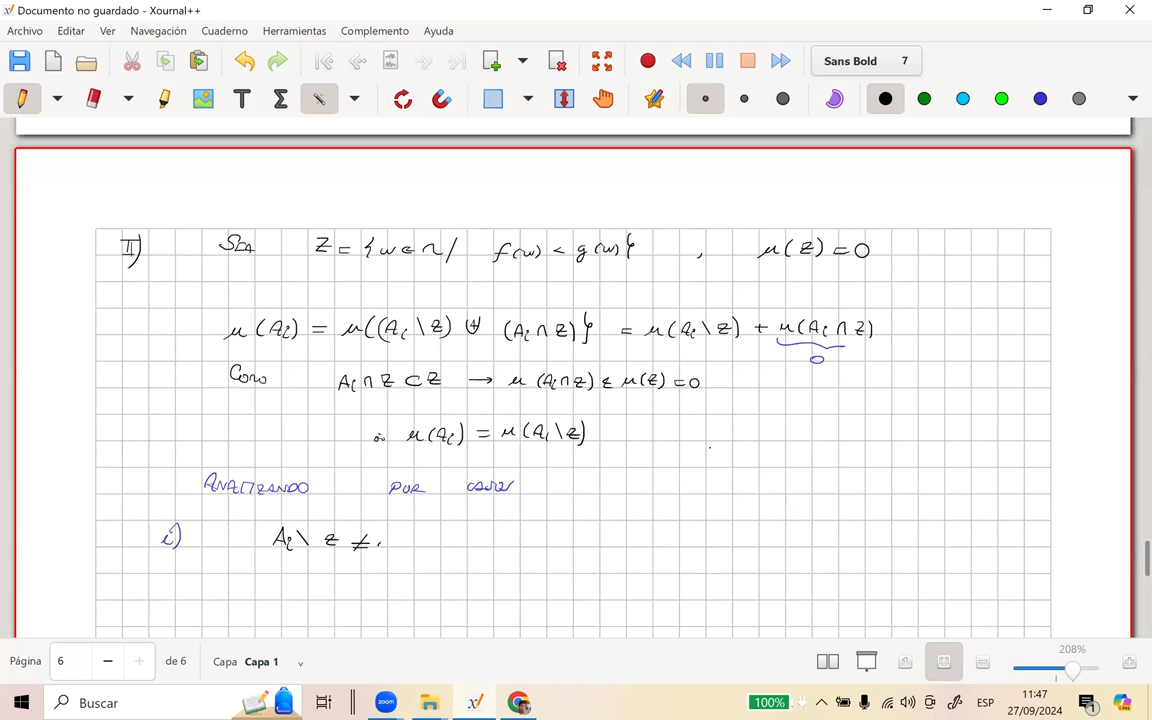 Documento no guardado - Xournal++
Archivo Editar Ver Navegación Cuaderno Herramientas Complemento Ayuda
Sans Bold 7
II) Sea Z = {w ∈ Ω / f(w) < g(w)} , μ(Z) = 0
μ(Ai) = μ((Ai \ Z) ⊎ (Ai ∩ Z)} = μ(Ai \ Z) + μ(Ai ∩ Z)
0
Como Ai ∩ Z ⊂ Z → μ(Ai ∩ Z) ≤ μ(Z) = 0
∴ μ(Ai) = μ(Ai \ Z)
ANALIZANDO POR CASOS
i) Ai \ Z ≠
Página 6 de 6 Capa Capa 1 208%
Buscar
100% ESP 11:47
27/09/2024 1